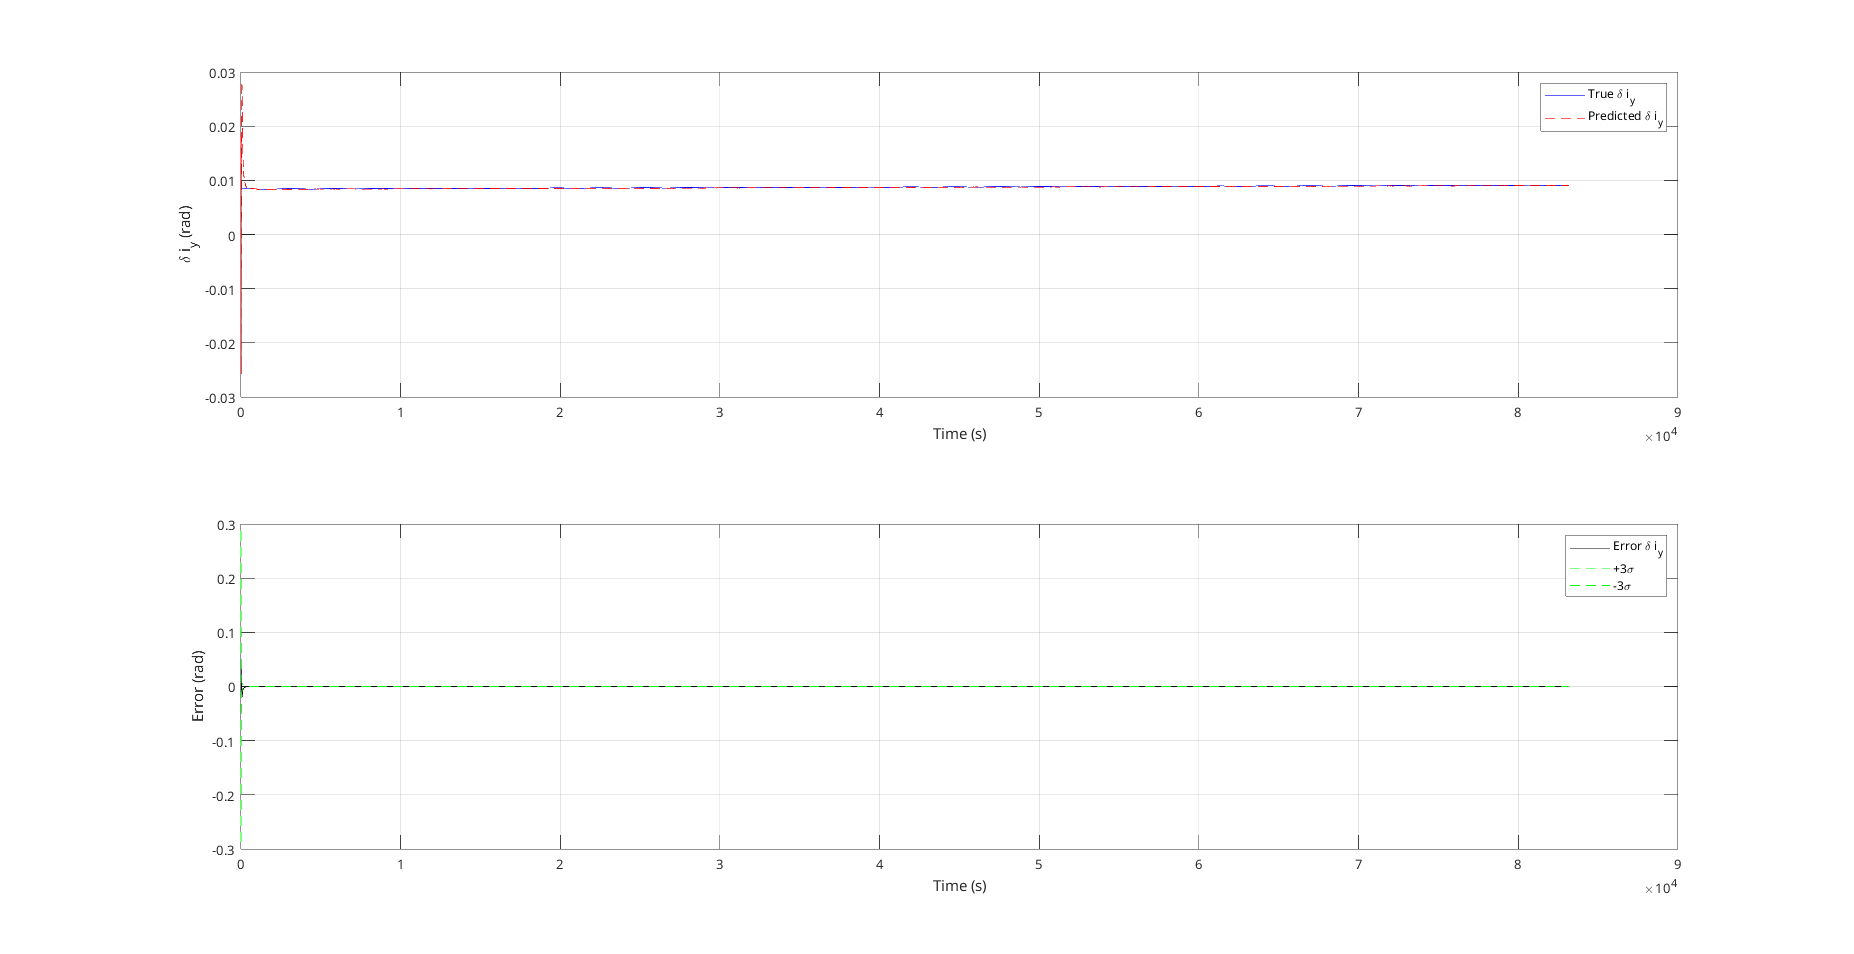 0.03
0.02
0.01
0
-0.01
-0.02
-0.03
δ i_y (rad)
True δ i_y
Predicted δ i_y
0 1 2 3 4 5 6 7 8 9
Time (s)
×10^4
0.3
0.2
0.1
0
-0.1
-0.2
-0.3
Error (rad)
Error δ i_y
+3σ
-3σ
0 1 2 3 4 5 6 7 8 9
Time (s)
×10^4